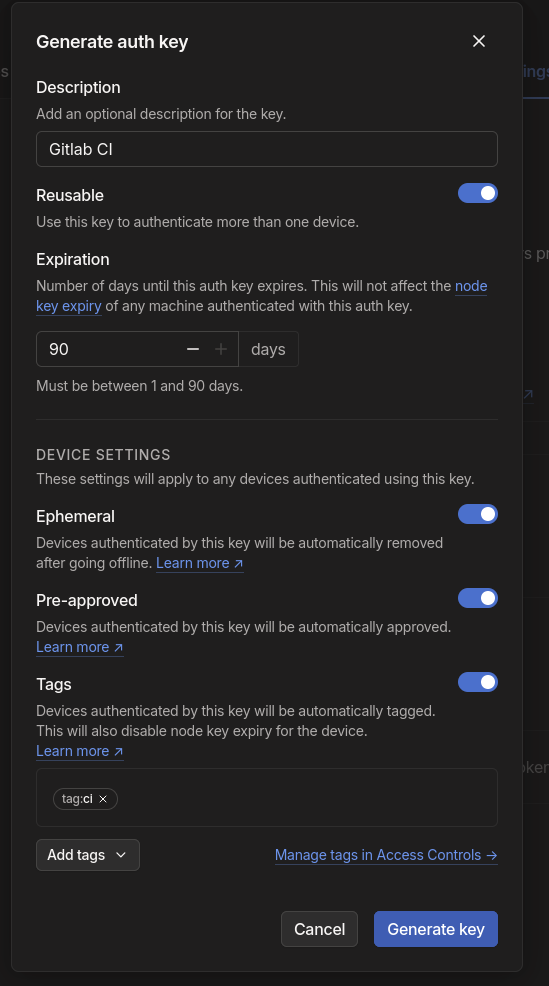 Generate auth key
Description
Add an optional description for the key.
Gitlab CI
Reusable
Use this key to authenticate more than one device.
Expiration
Number of days until this auth key expires. This will not affect the node
key expiry of any machine authenticated with this auth key.
90 days
Must be between 1 and 90 days.
DEVICE SETTINGS
These settings will apply to any devices authenticated using this key.
Ephemeral
Devices authenticated by this key will be automatically removed
after going offline. Learn more ↗
Pre-approved
Devices authenticated by this key will be automatically approved.
Learn more ↗
Tags
Devices authenticated by this key will be automatically tagged.
This will also disable node key expiry for the device.
Learn more ↗
tag:ci
Add tags
Manage tags in Access Controls →
Cancel
Generate key